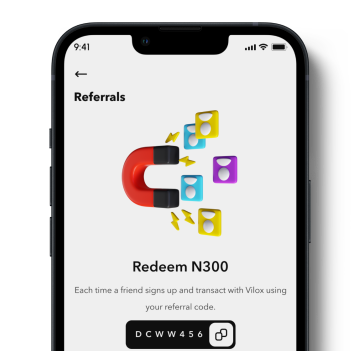 9:41
Referrals
Redeem N300
Each time a friend signs up and transact with Vilox using
your referral code.
DCWW456